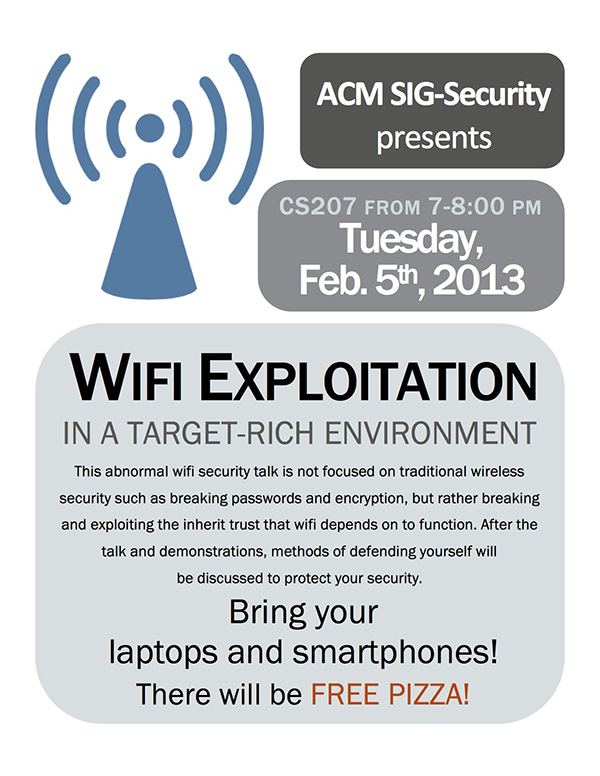 ACM SIG-Security
presents
CS207 FROM 7-8:00 PM
Tuesday,
Feb. 5th, 2013
WIFI EXPLOITATION
IN A TARGET-RICH ENVIRONMENT
This abnormal wifi security talk is not focused on traditional wireless
security such as breaking passwords and encryption, but rather breaking
and exploiting the inherit trust that wifi depends on to function. After the
talk and demonstrations, methods of defending yourself will
be discussed to protect your security.
Bring your
laptops and smartphones!
There will be FREE PIZZA!